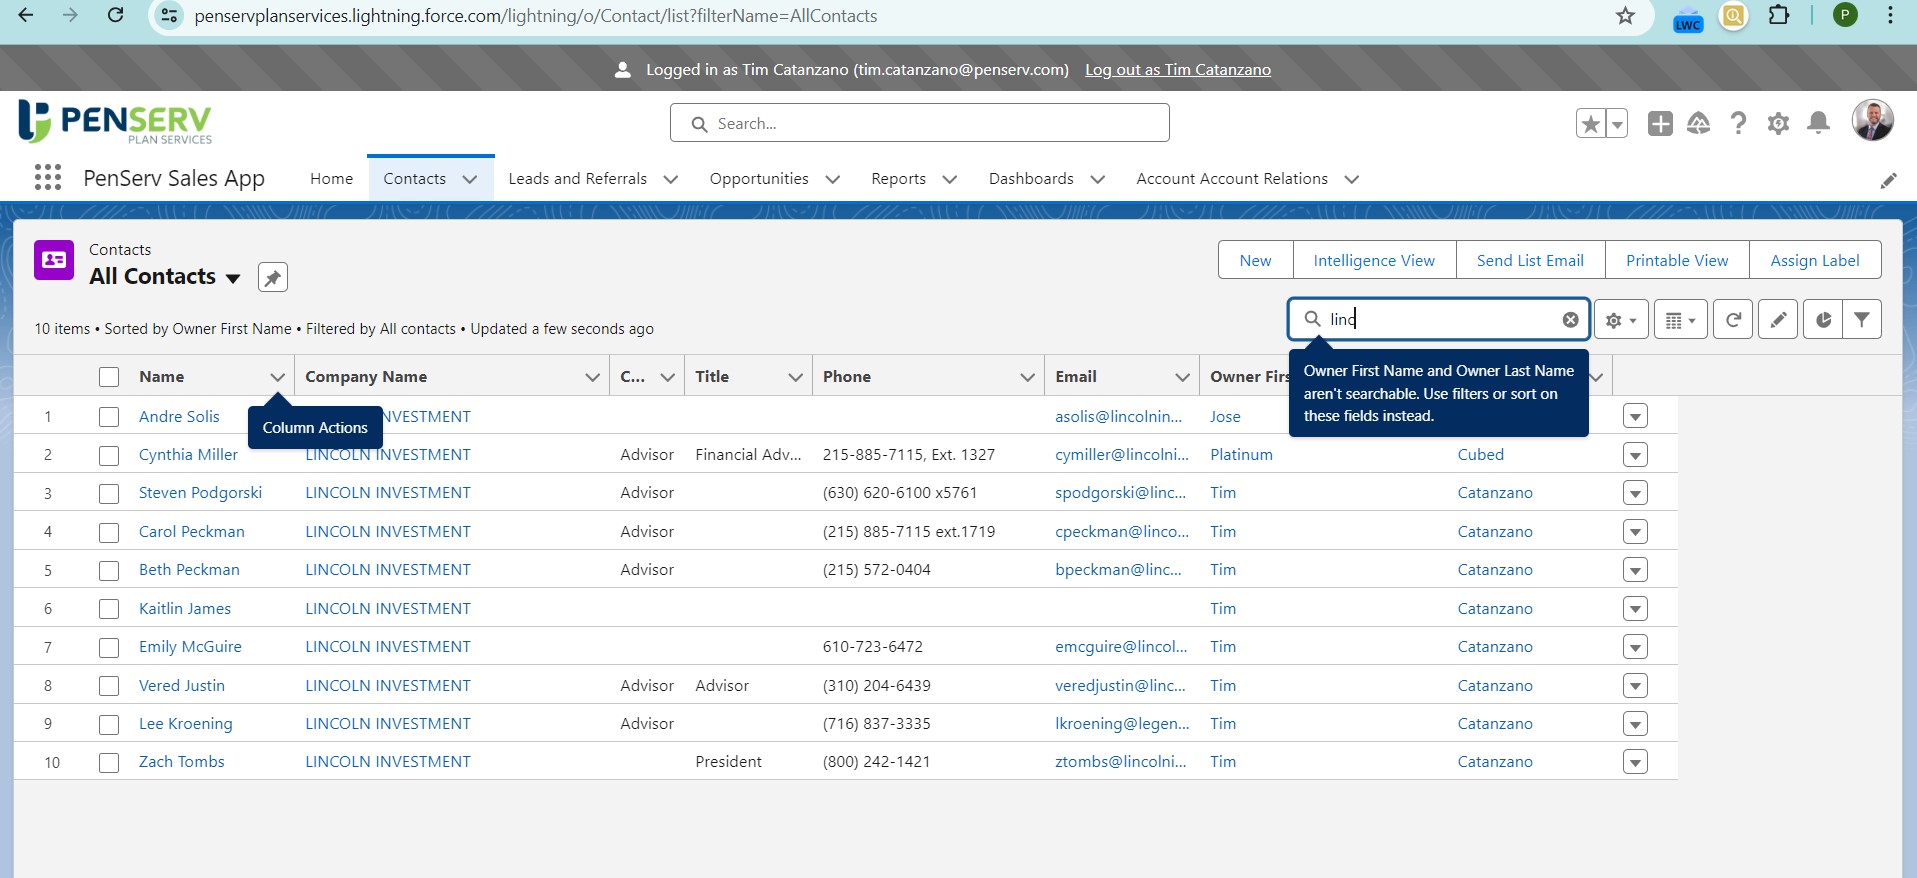 penservplanservices.lightning.force.com/lightning/o/Contact/list?filterName=AllContacts
LWC
P
Logged in as Tim Catanzano (tim.catanzano@penserv.com) Log out as Tim Catanzano
PENSERV
PLAN SERVICES
Search...
PenServ Sales App Home Contacts Leads and Referrals Opportunities Reports Dashboards Account Account Relations
Contacts
All Contacts
New Intelligence View Send List Email Printable View Assign Label
10 items • Sorted by Owner First Name • Filtered by All contacts • Updated a few seconds ago
linc
Owner First Name and Owner Last Name
aren't searchable. Use filters or sort on
these fields instead.
Name Company Name C... Title Phone Email Owner Firs
Column Actions
1 Andre Solis NVESTMENT asolis@lincolnin... Jose
2 Cynthia Miller LINCOLN INVESTMENT Advisor Financial Adv... 215-885-7115, Ext. 1327 cymiller@lincolni... Platinum Cubed
3 Steven Podgorski LINCOLN INVESTMENT Advisor (630) 620-6100 x5761 spodgorski@linc... Tim Catanzano
4 Carol Peckman LINCOLN INVESTMENT Advisor (215) 885-7115 ext.1719 cpeckman@linco... Tim Catanzano
5 Beth Peckman LINCOLN INVESTMENT Advisor (215) 572-0404 bpeckman@linc... Tim Catanzano
6 Kaitlin James LINCOLN INVESTMENT Tim Catanzano
7 Emily McGuire LINCOLN INVESTMENT 610-723-6472 emcguire@lincol... Tim Catanzano
8 Vered Justin LINCOLN INVESTMENT Advisor Advisor (310) 204-6439 veredjustin@linc... Tim Catanzano
9 Lee Kroening LINCOLN INVESTMENT Advisor (716) 837-3335 lkroening@legen... Tim Catanzano
10 Zach Tombs LINCOLN INVESTMENT President (800) 242-1421 ztombs@lincolni... Tim Catanzano